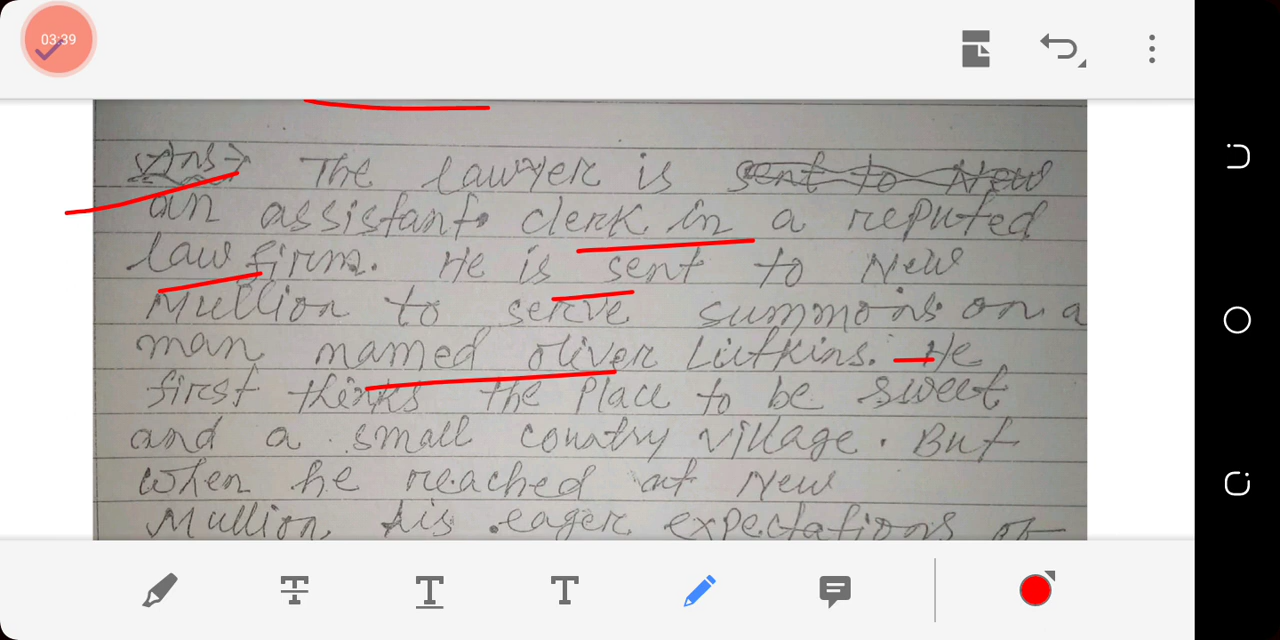 03:39
Ans→ The lawyer is sent to New
an assistant clerk in a reputed
law firm. He is sent to New
Mullion to serve summons on a
man named oliver Lutkins. He
first thinks the place to be sweet
and a small country village. But
when he reached at New
Mullion his eager expectations of